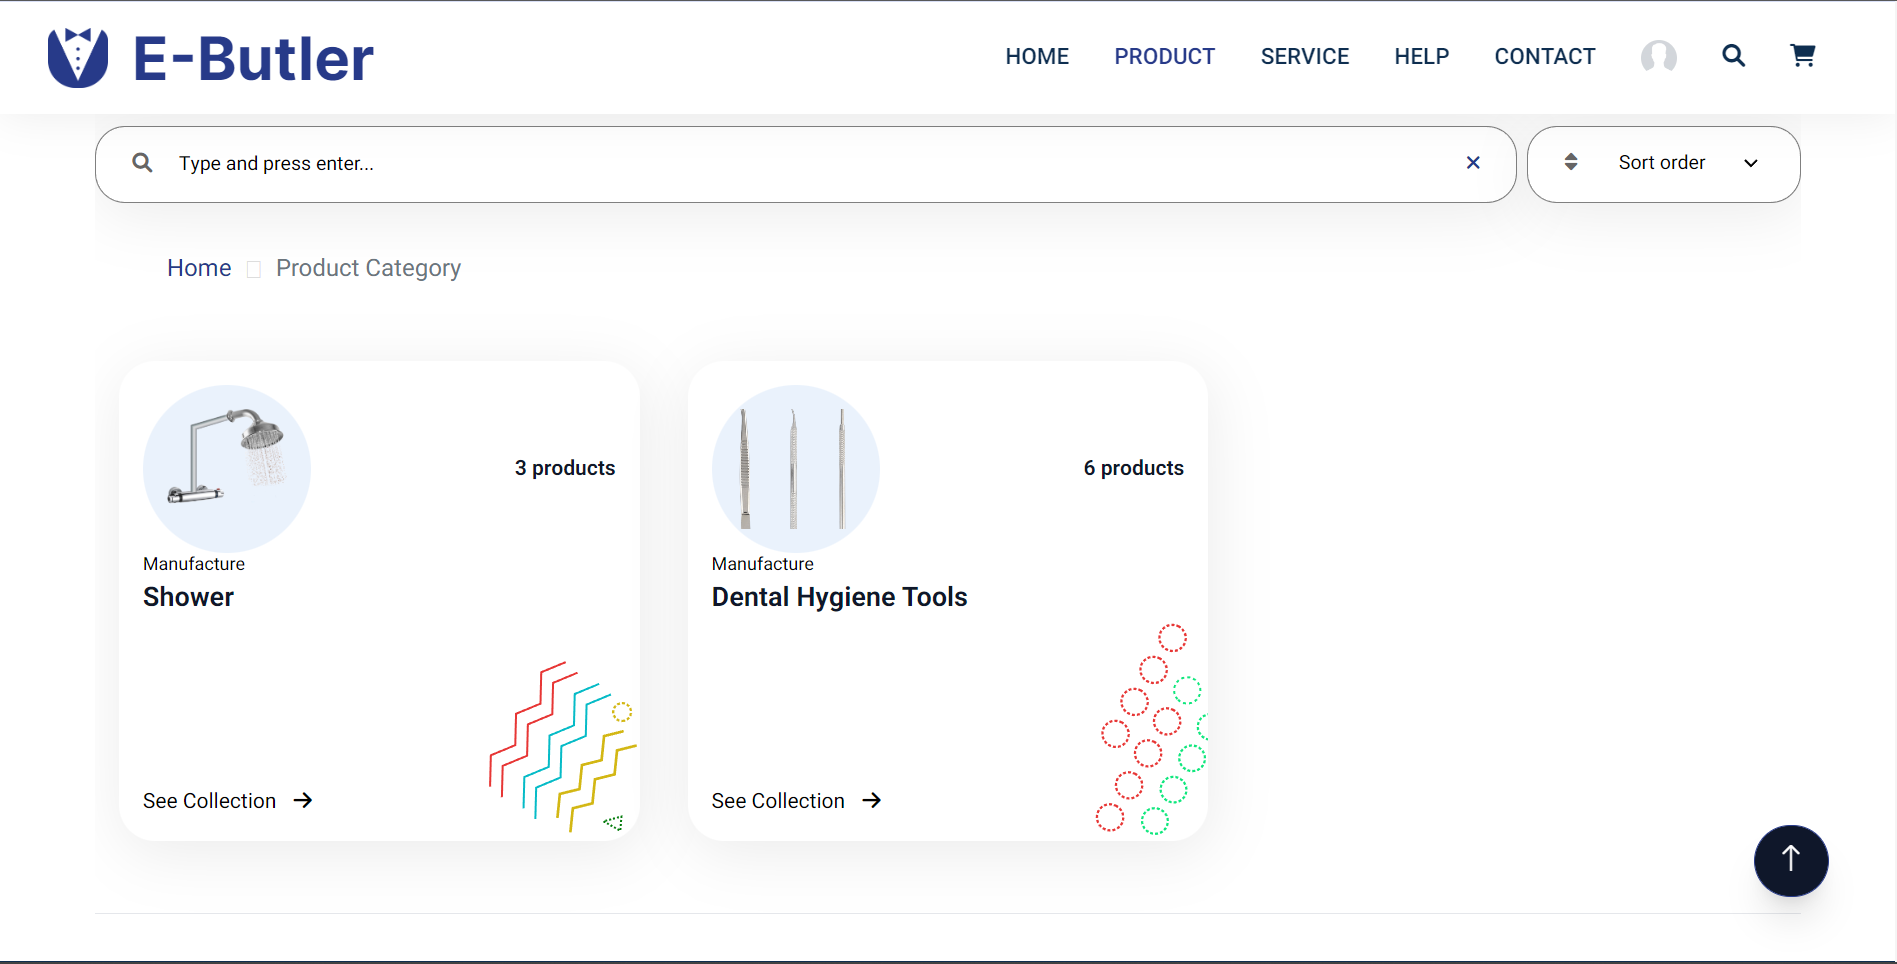 E-Butler
HOME PRODUCT SERVICE HELP CONTACT
Type and press enter...
Sort order
Home Product Category
3 products
Manufacture
Shower
See Collection
6 products
Manufacture
Dental Hygiene Tools
See Collection